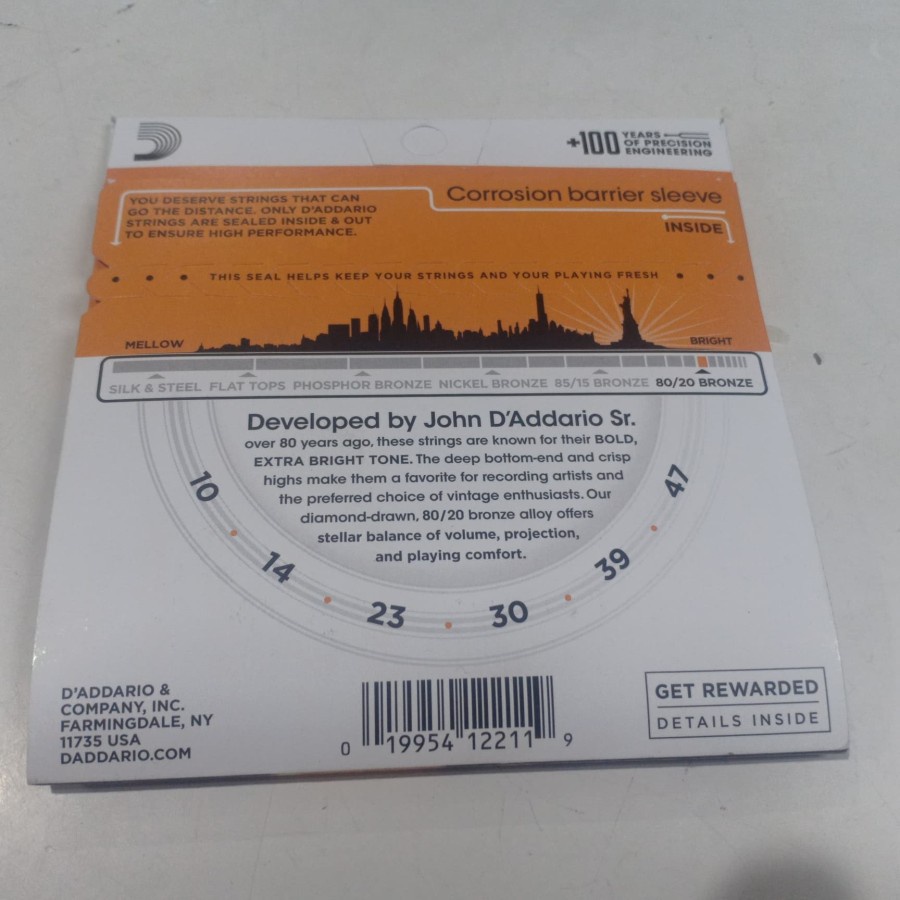 +100 YEARS OF PRECISION ENGINEERING
YOU DESERVE STRINGS THAT CAN
GO THE DISTANCE. ONLY D'ADDARIO
STRINGS ARE SEALED INSIDE & OUT
TO ENSURE HIGH PERFORMANCE.
Corrosion barrier sleeve
INSIDE
THIS SEAL HELPS KEEP YOUR STRINGS AND YOUR PLAYING FRESH
MELLOW
BRIGHT
SILK & STEEL FLAT TOPS PHOSPHOR BRONZE NICKEL BRONZE 85/15 BRONZE 80/20 BRONZE
Developed by John D'Addario Sr.
over 80 years ago, these strings are known for their BOLD,
EXTRA BRIGHT TONE. The deep bottom-end and crisp
highs make them a favorite for recording artists and
the preferred choice of vintage enthusiasts. Our
diamond-drawn, 80/20 bronze alloy offers
stellar balance of volume, projection,
and playing comfort.
10 • 14 • 23 • 30 • 39 • 47
D'ADDARIO &
COMPANY, INC.
FARMINGDALE, NY
11735 USA
DADDARIO.COM
0 19954 12211 9
GET REWARDED
DETAILS INSIDE